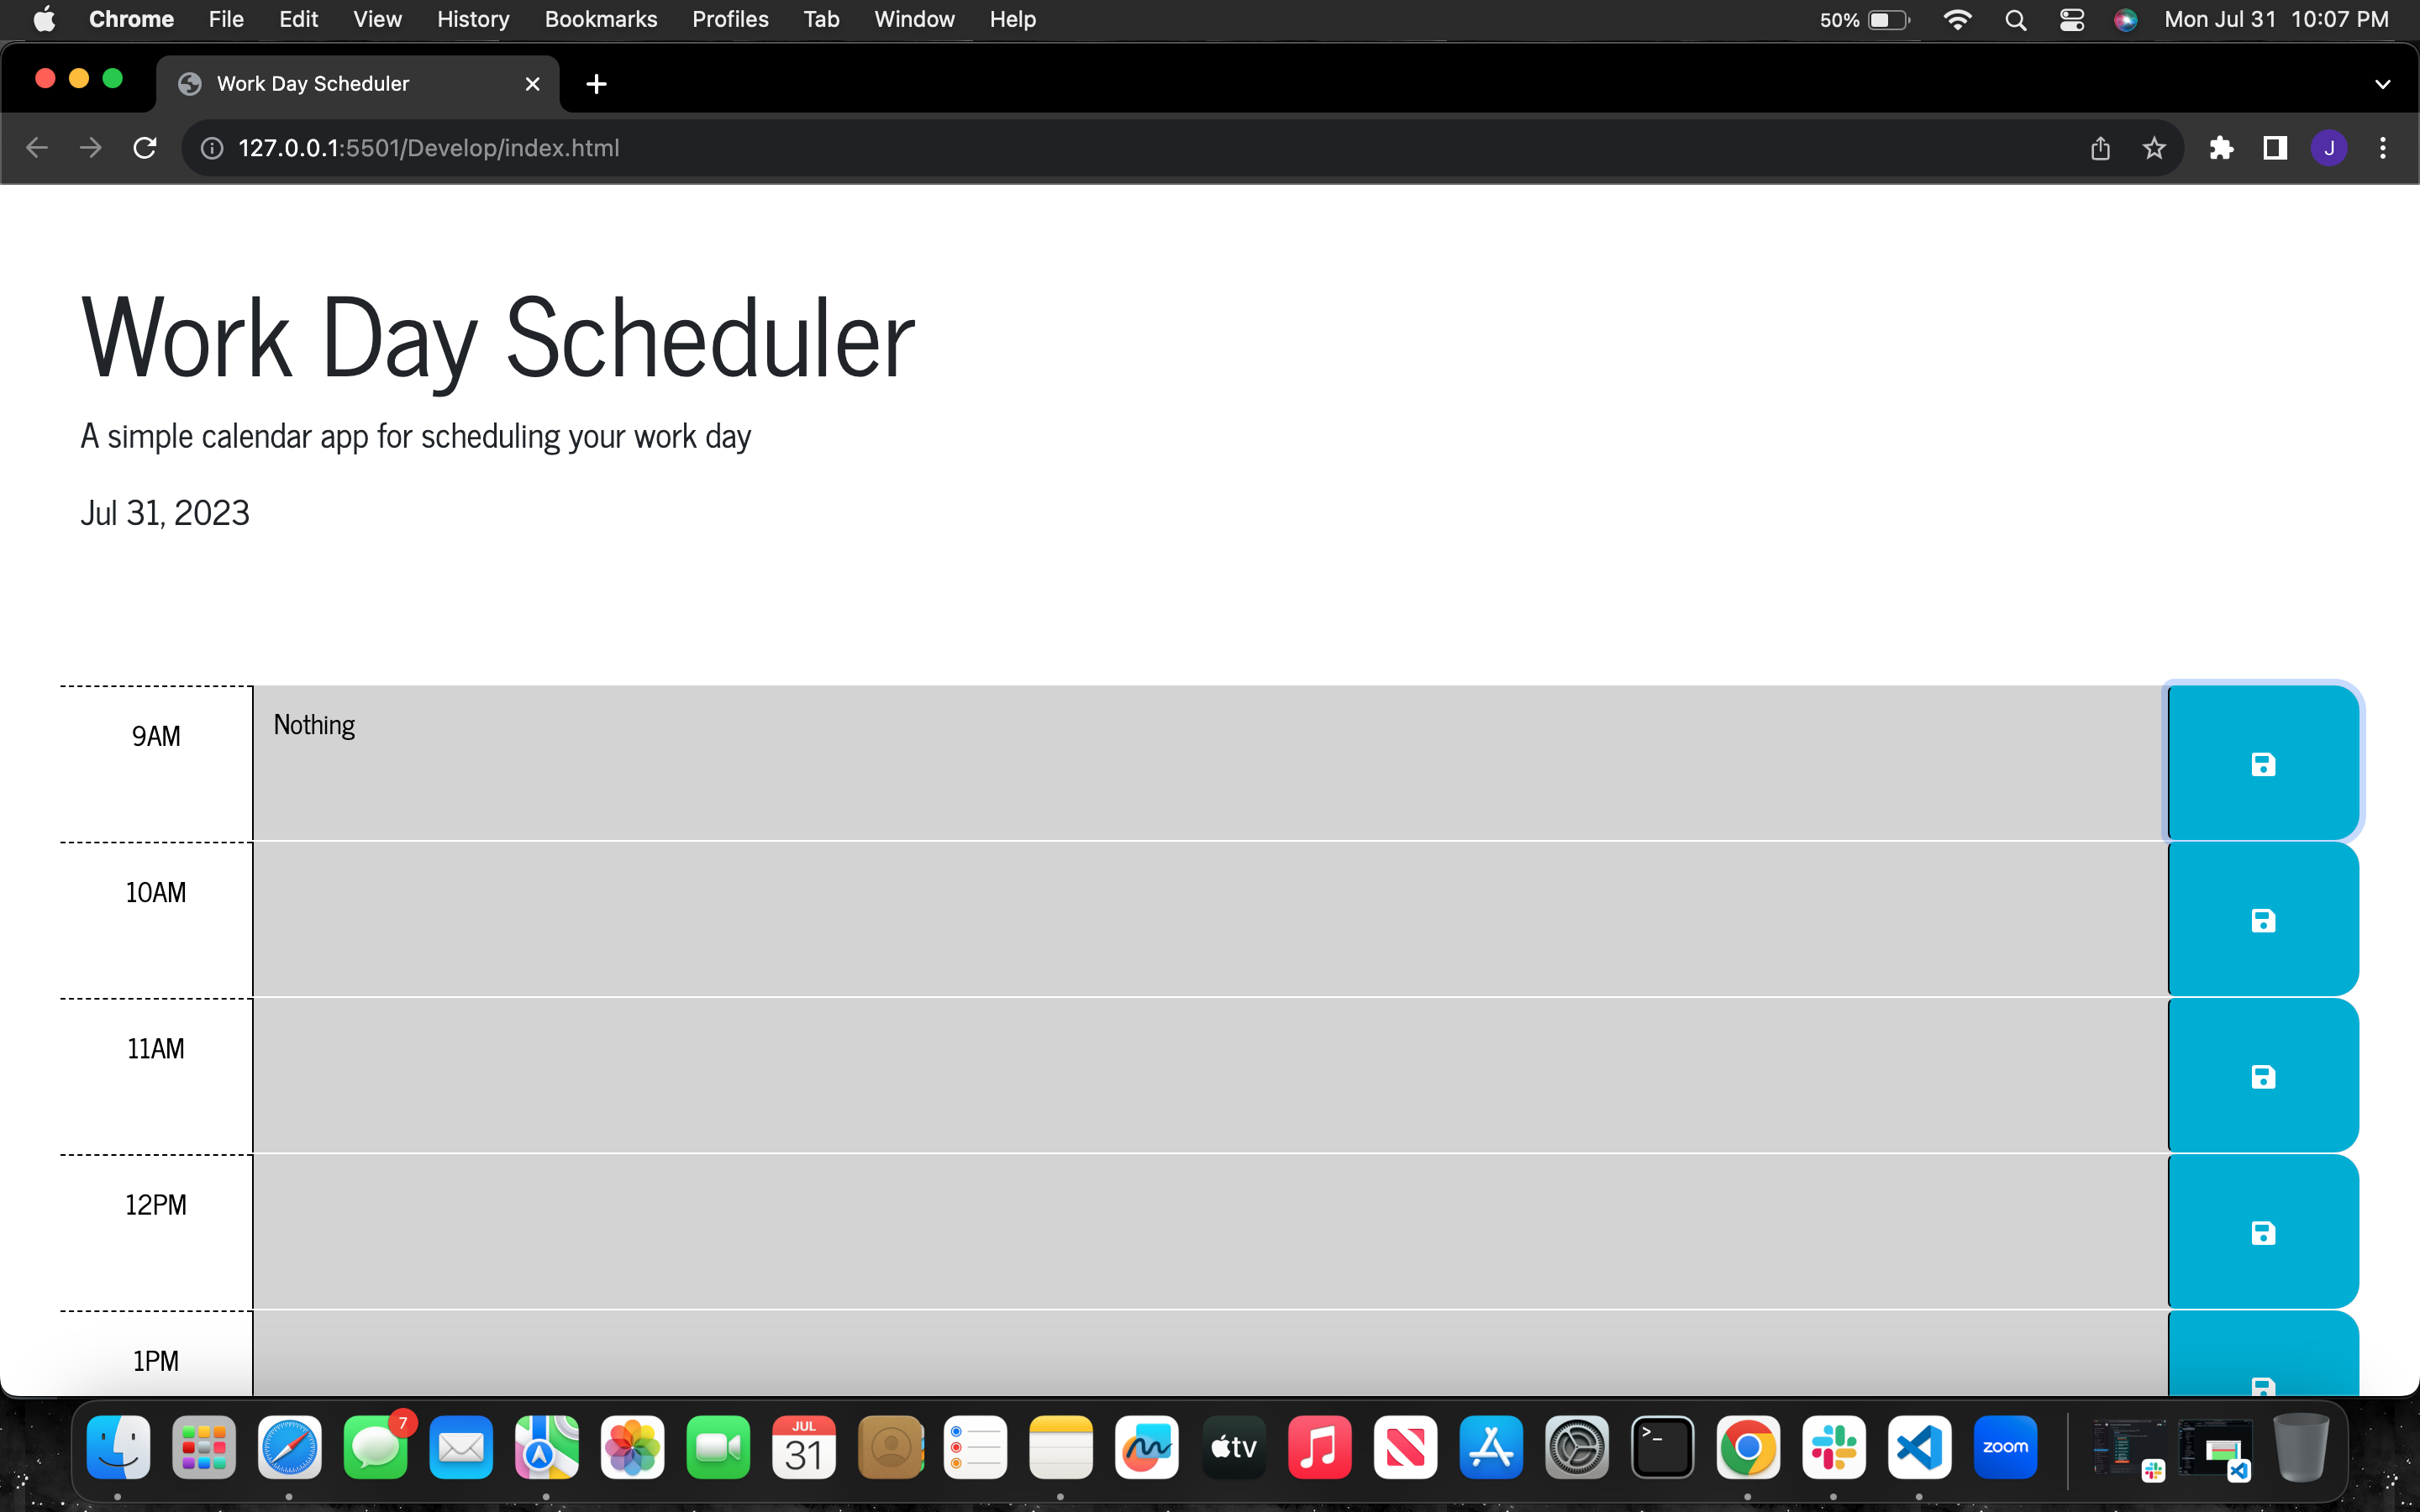 Chrome File Edit View History Bookmarks Profiles Tab Window Help 50% Mon Jul 31 10:07 PM
Work Day Scheduler
127.0.0.1:5501/Develop/index.html
J
Work Day Scheduler
A simple calendar app for scheduling your work day
Jul 31, 2023
9AM Nothing
10AM
11AM
12PM
1PM
7
JUL
31
tv
zoom